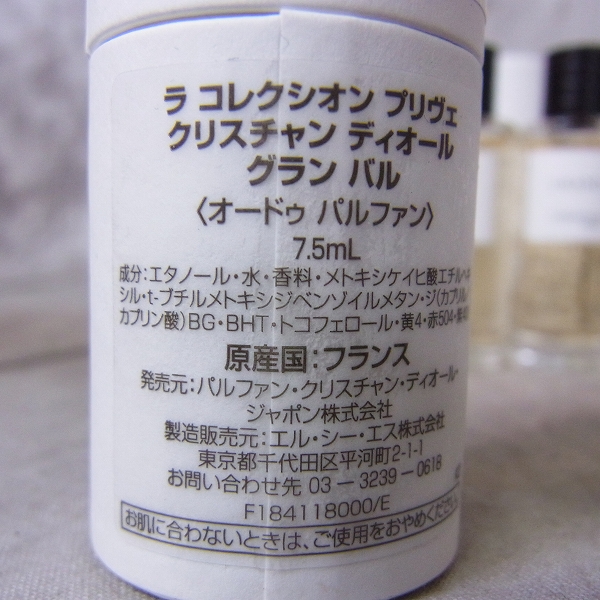 ラ コレクシオン プリヴェ
クリスチャン ディオール
グラン バル
〈オードゥ パルファン〉
7.5mL
成分：エタノール・水・香料・メトキシケイヒ酸エチルヘキ
シル・t-ブチルメトキシジベンゾイルメタン・ジ(カプリル/
カプリン酸)BG・BHT・トコフェロール・黄4・赤504・
原産国：フランス
発売元：パルファン・クリスチャン・ディオール・
ジャポン株式会社
製造販売元：エル・シー・エス株式会社
東京都千代田区平河町2-1-1
お問い合わせ先 03－3239－0618
F184118000/E
お肌に合わないときは、ご使用をおやめください。